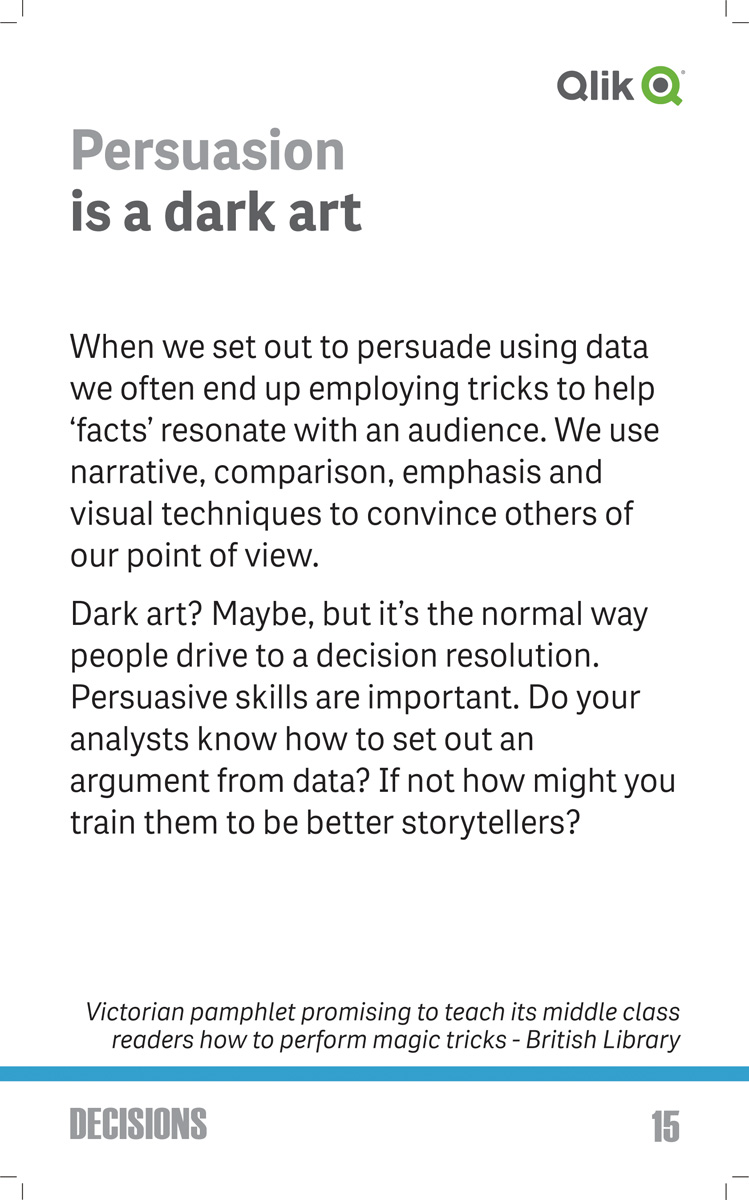 Qlik
Persuasion
is a dark art
When we set out to persuade using data
we often end up employing tricks to help
‘facts’ resonate with an audience. We use
narrative, comparison, emphasis and
visual techniques to convince others of
our point of view.
Dark art? Maybe, but it’s the normal way
people drive to a decision resolution.
Persuasive skills are important. Do your
analysts know how to set out an
argument from data? If not how might you
train them to be better storytellers?
Victorian pamphlet promising to teach its middle class
readers how to perform magic tricks - British Library
DECISIONS 15